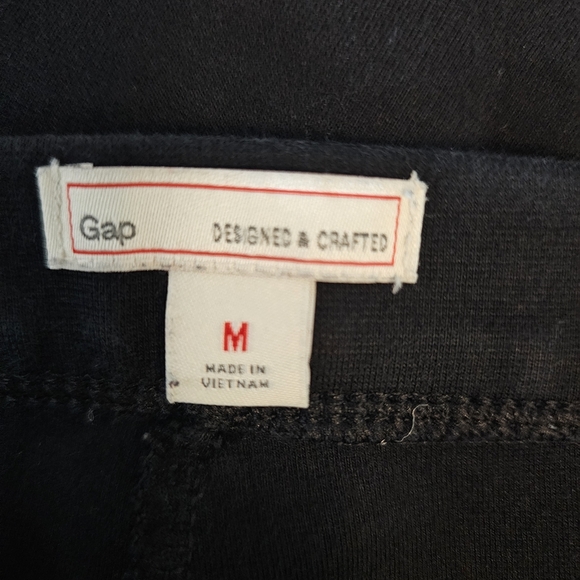 Gap DESIGNED & CRAFTED
M
MADE IN
VIETNAM